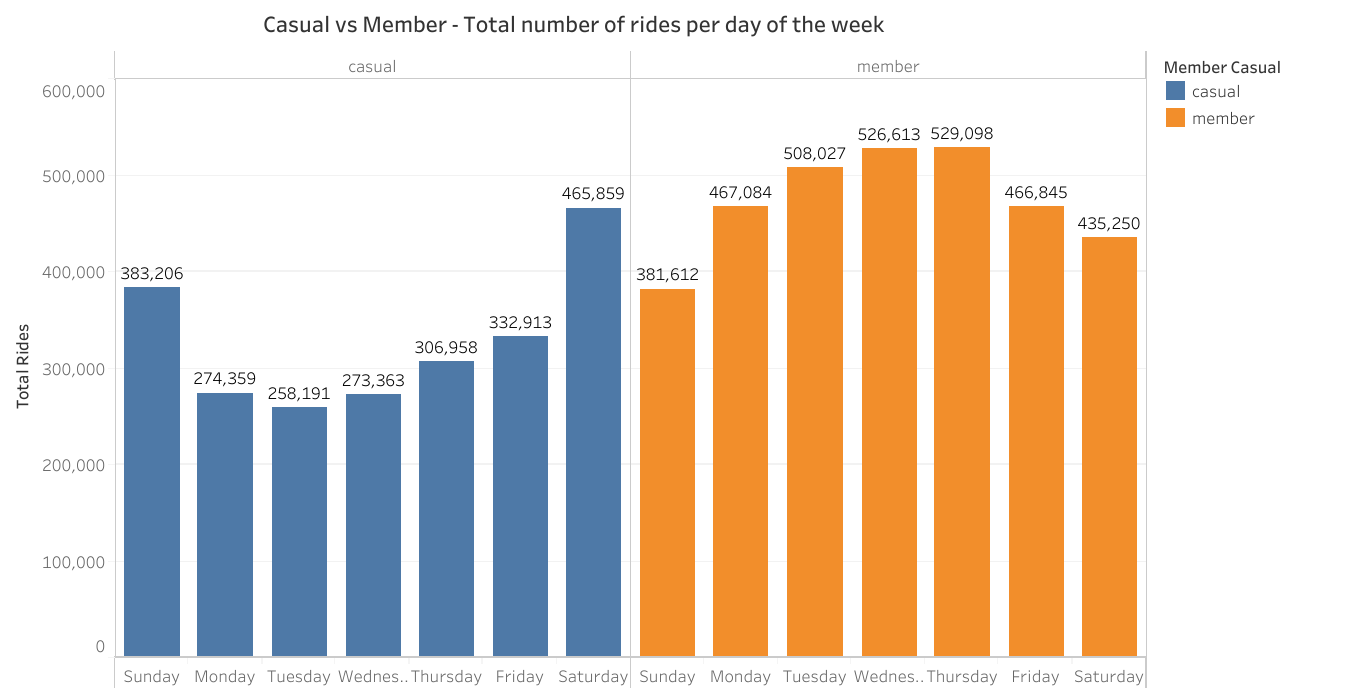 Casual vs Member - Total number of rides per day of the week
casual member
Member Casual
casual
member
Total Rides
600,000
500,000
400,000
300,000
200,000
100,000
0
383,206 274,359 258,191 273,363 306,958 332,913 465,859
381,612 467,084 508,027 526,613 529,098 466,845 435,250
Sunday Monday Tuesday Wednes.. Thursday Friday Saturday Sunday Monday Tuesday Wednes.. Thursday Friday Saturday